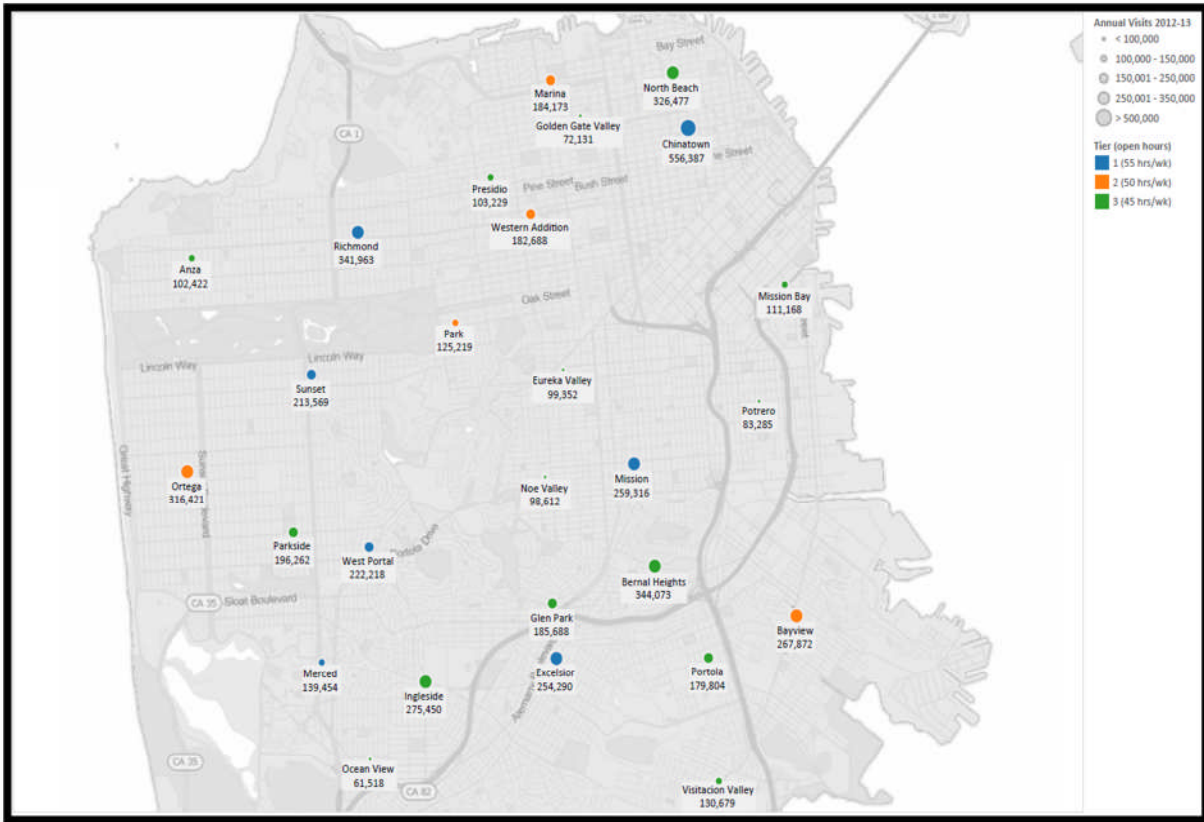 Annual Visits 2012-13
< 100,000
100,000 - 150,000
150,001 - 250,000
250,001 - 350,000
> 500,000
Tier (open hours)
1 (55 hrs/wk)
2 (50 hrs/wk)
3 (45 hrs/wk)
Bay Street
North Beach
326,477
Marina
184,173
Golden Gate Valley
72,131
Chinatown
556,387
CA 1
Street
Presidio
103,229
Pine Street
Bush Street
Western Addition
182,688
Richmond
341,963
Anza
102,422
Mission Bay
111,168
Oak Street
Park
125,219
Lincoln Way
Lincoln Way
Sunset
213,569
Eureka Valley
99,352
Potrero
83,285
Great Highway
Ortega
316,421
Mission
259,316
Noe Valley
98,612
Parkside
196,262
West Portal
222,218
Portola Drive
Bernal Heights
344,073
CA 35
Sloat Boulevard
Glen Park
185,688
Bayview
267,872
Merced
139,454
Excelsior
254,290
Portola
179,804
Ingleside
275,450
CA 35
Ocean View
61,518
CA 82
Visitacion Valley
130,679